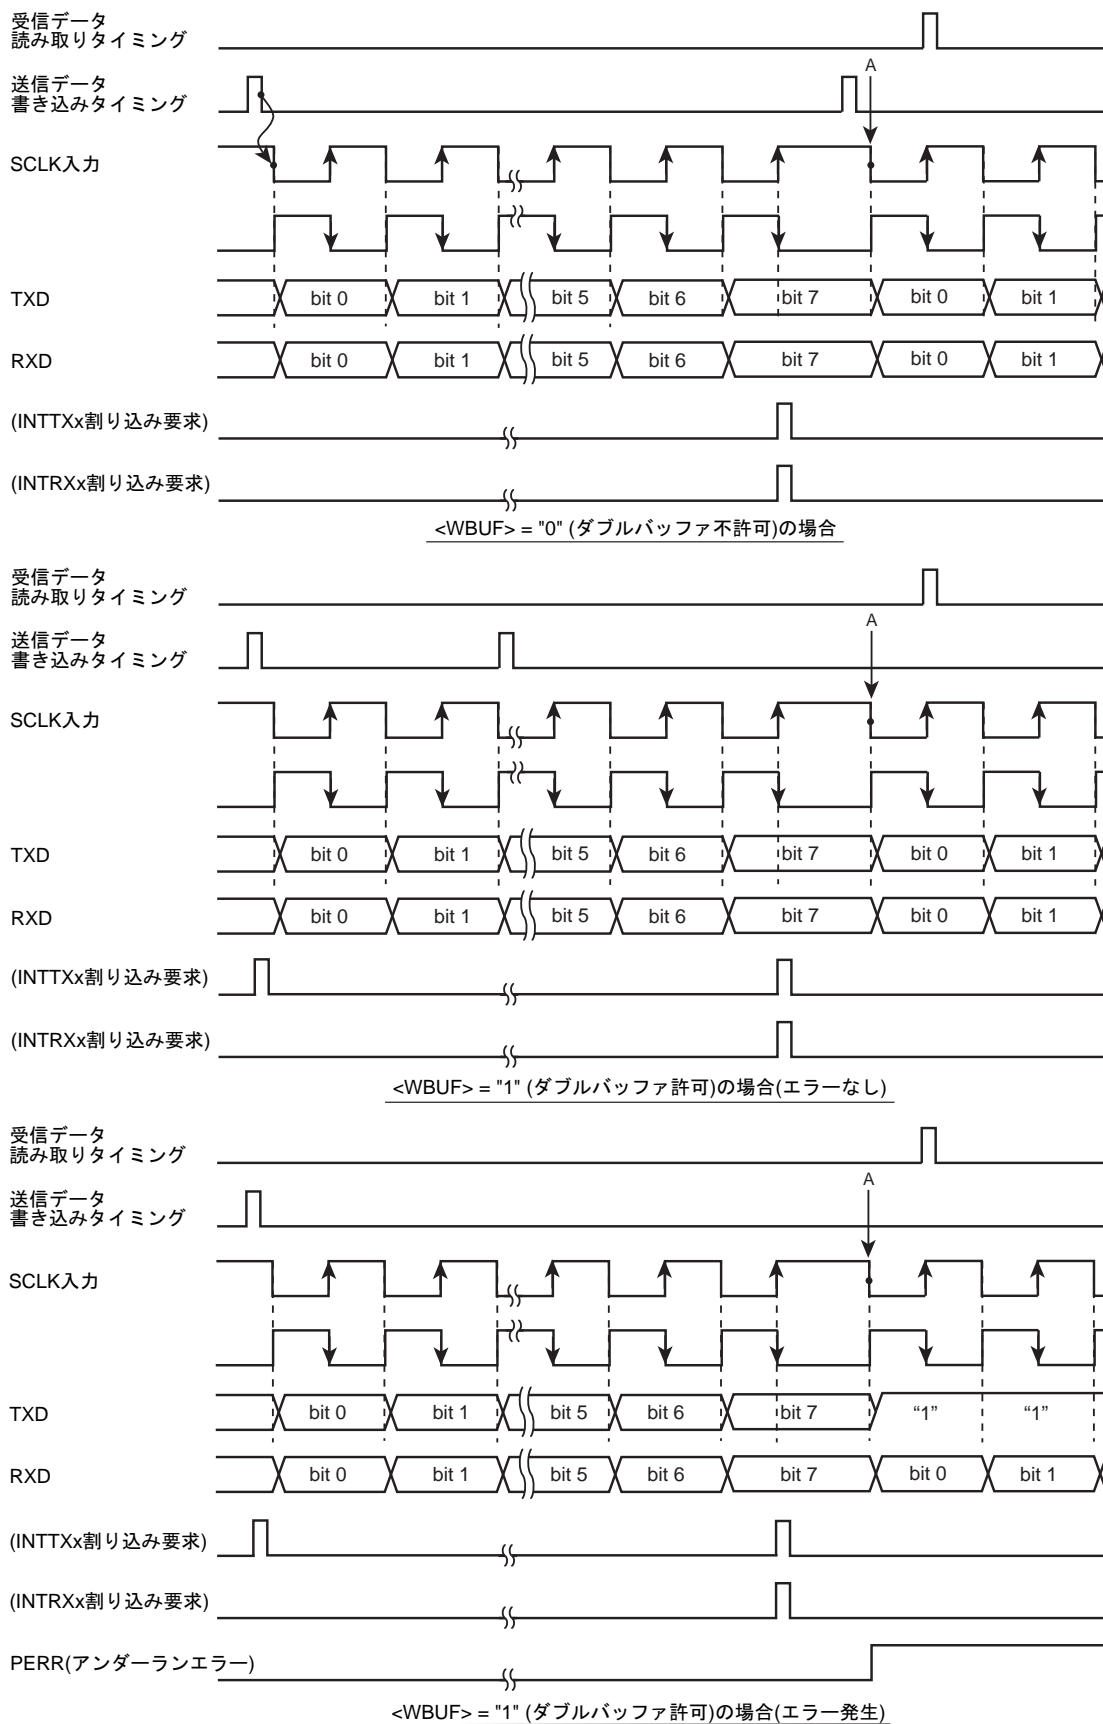 受信データ
読み取りタイミング
送信データ
書き込みタイミング
A
SCLK入力
TXD
bit 0 bit 1 bit 5 bit 6 bit 7 bit 0 bit 1
RXD
bit 0 bit 1 bit 5 bit 6 bit 7 bit 0 bit 1
(INTTXx割り込み要求)
(INTRXx割り込み要求)
<WBUF> = "0" (ダブルバッファ不許可)の場合
受信データ
読み取りタイミング
送信データ
書き込みタイミング
A
SCLK入力
TXD
bit 0 bit 1 bit 5 bit 6 bit 7 bit 0 bit 1
RXD
bit 0 bit 1 bit 5 bit 6 bit 7 bit 0 bit 1
(INTTXx割り込み要求)
(INTRXx割り込み要求)
<WBUF> = "1" (ダブルバッファ許可)の場合(エラーなし)
受信データ
読み取りタイミング
送信データ
書き込みタイミング
A
SCLK入力
TXD
bit 0 bit 1 bit 5 bit 6 bit 7 “1” “1”
RXD
bit 0 bit 1 bit 5 bit 6 bit 7 bit 0 bit 1
(INTTXx割り込み要求)
(INTRXx割り込み要求)
PERR(アンダーランエラー)
<WBUF> = "1" (ダブルバッファ許可)の場合(エラー発生)